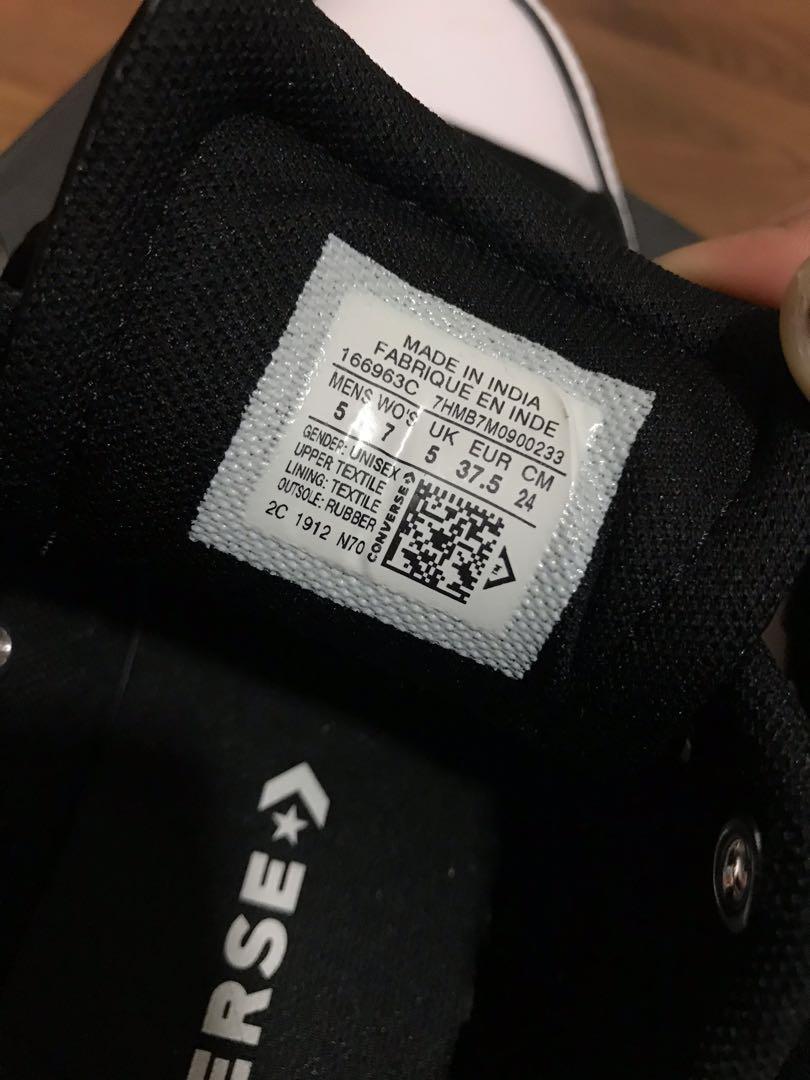 MADE IN INDIA
FABRIQUE EN INDE
166963C 7HMB7M0900233
MENS WO'S UK EUR CM
5 7 5 37.5 24
GENDER: UNISEX
UPPER TEXTILE
LINING: TEXTILE
OUTSOLE: RUBBER
2C 1912 N70
CONVERSE
TM
ERSE